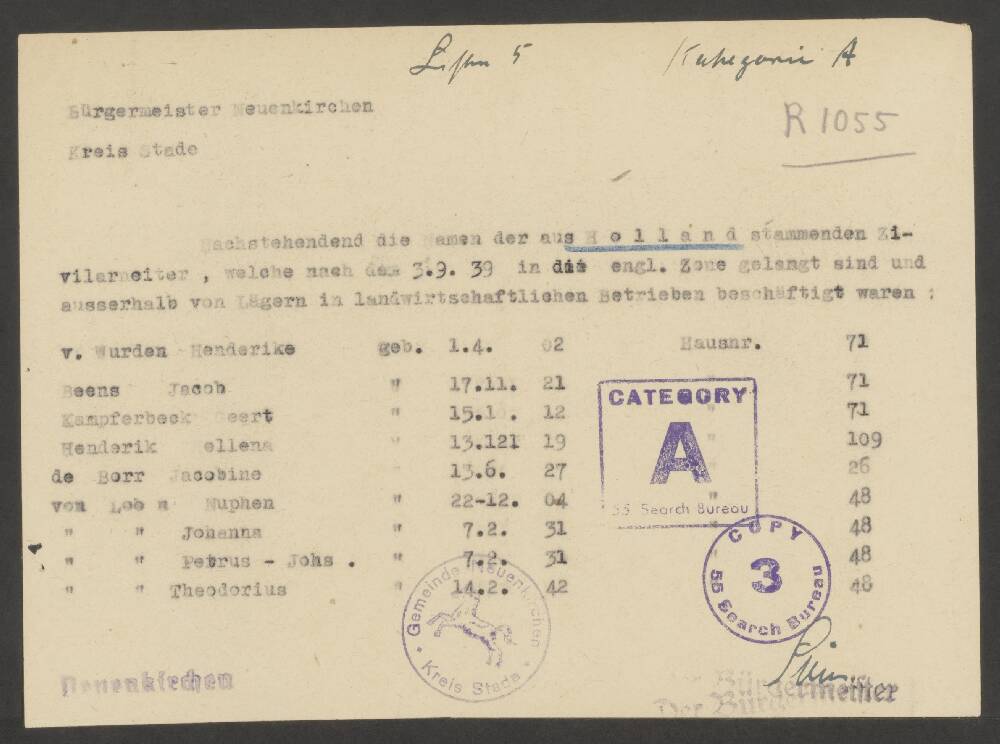 Kategorie A
R 1055
Bürgermeister Neuenkirchen
Kreis Stade
Nachstehendend die Namen der aus Holland stammenden Zi-
vilarneiter , welche nach dem 3.9. 39 in die engl. Zone gelangt sind und
ausserhalb von Lägern in landwirtschaftlichen Betrieben beschäftigt waren :
v. Wurden Henderike geb. 1.4. 02 Hausnr. 71
Beens Jacob " 17.11. 21 71
Kampferbeck Geert " 12 " 71
Henderik ellena " 13.121 19 " 109
de Borr Jacobine " 13.6. 27 26
von Nuphen " 22-12. 04 " 48
" " Johanna " 7.2. 31 " 48
" " Petrus - Johs . " 7.2. 31 " 48
" " Theodorius " 14.2. 42 48
CATEGORY
A
55 Search Bureau
COPY
3
55 Search Bureau
Gemeinde Neuenkirchen
Kreis Stade
Neuenkirchen
Der Bürgermeister